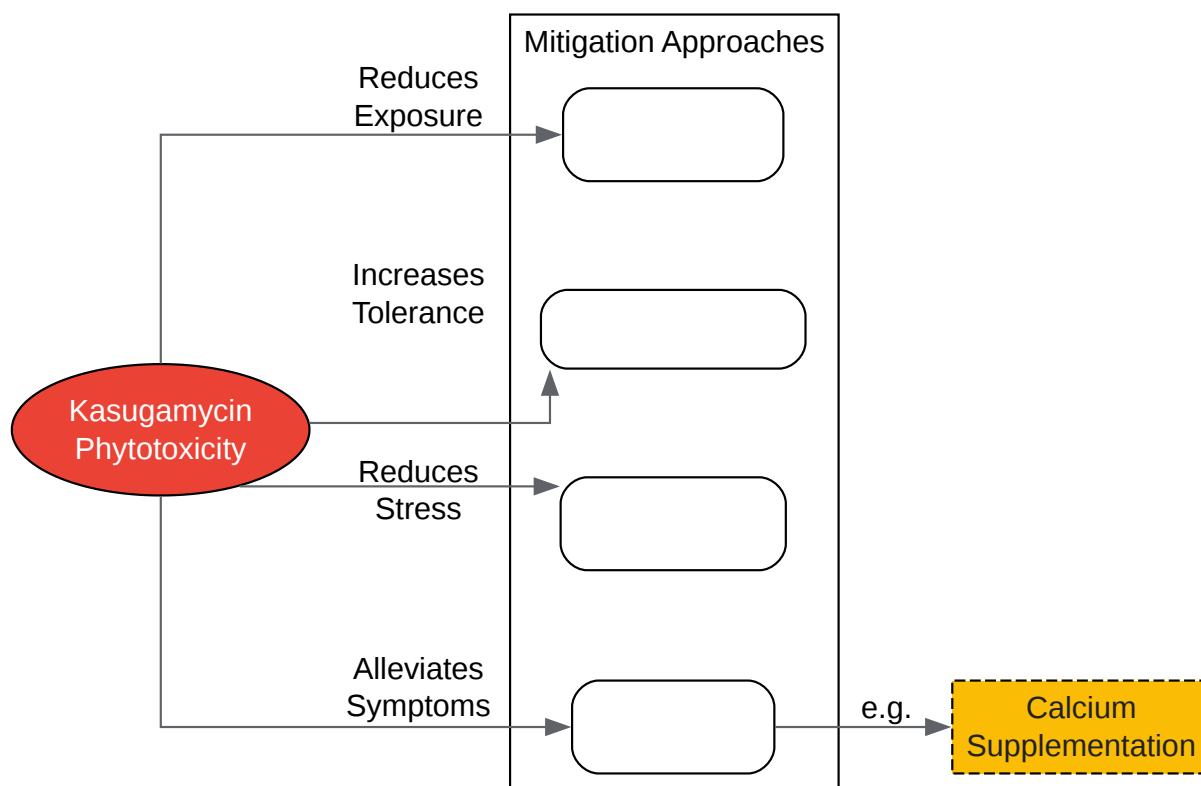 Mitigation Approaches
Reduces
Exposure
Increases
Tolerance
Kasugamycin
Phytotoxicity
Reduces
Stress
Alleviates
Symptoms
e.g.
Calcium
Supplementation